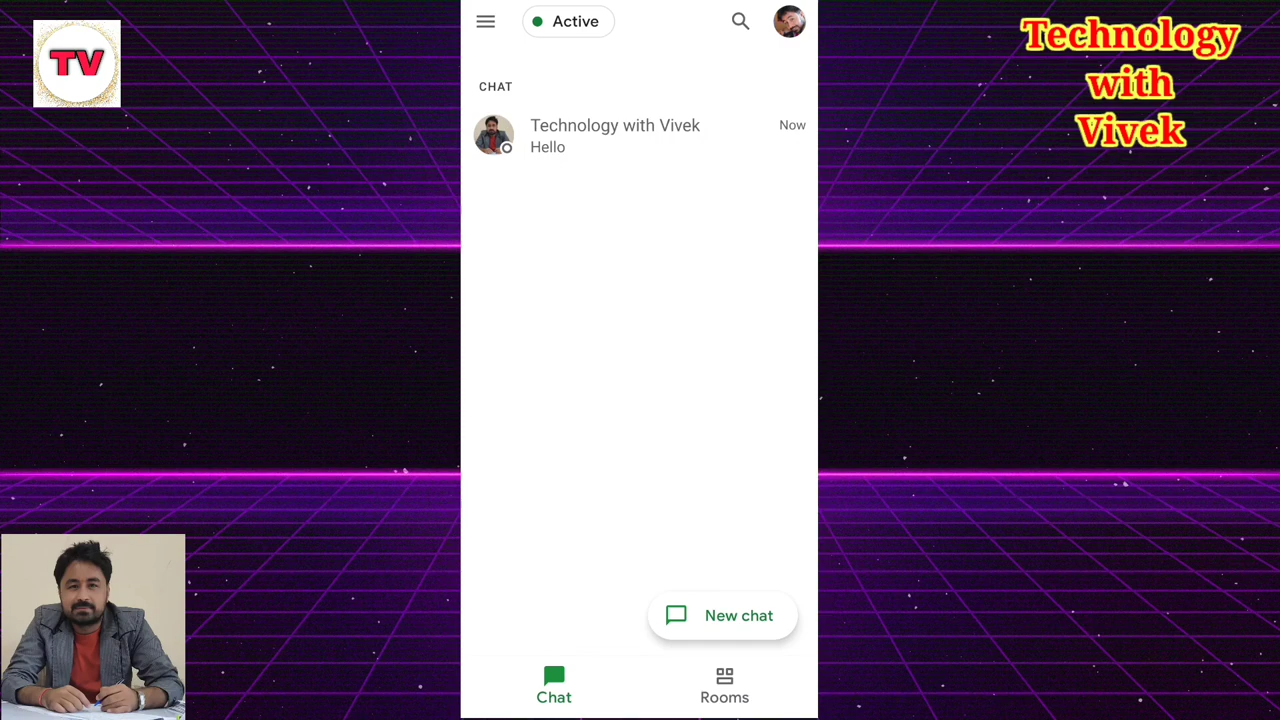 TV
Active
Technology
with
Vivek
CHAT
Technology with Vivek
Now
Hello
New chat
Chat
Rooms